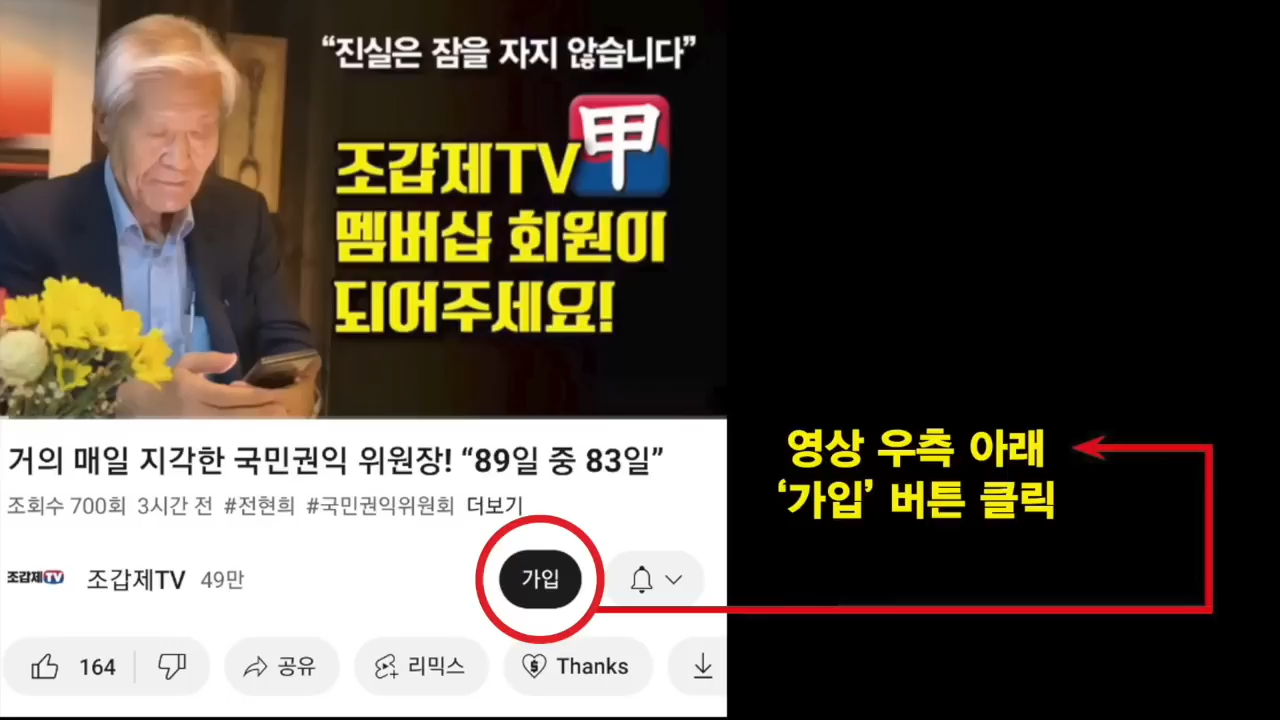 “진실은 잠을 자지 않습니다”
甲
조갑제TV
멤버십 회원이
되어주세요!
거의 매일 지각한 국민권익 위원장! “89일 중 83일”
조회수 700회 3시간 전 #전현희 #국민권익위원회 더보기
조갑제TV 조갑제TV 49만 가입
164 공유 리믹스 Thanks
영상 우측 아래
‘가입’ 버튼 클릭